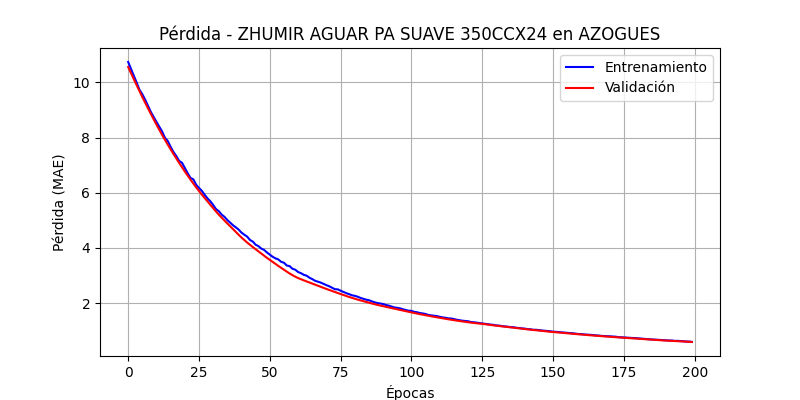 Pérdida - ZHUMIR AGUAR PA SUAVE 350CCX24 en AZOGUES
Entrenamiento
Validación
Pérdida (MAE)
10
8
6
4
2
0 25 50 75 100 125 150 175 200
Épocas